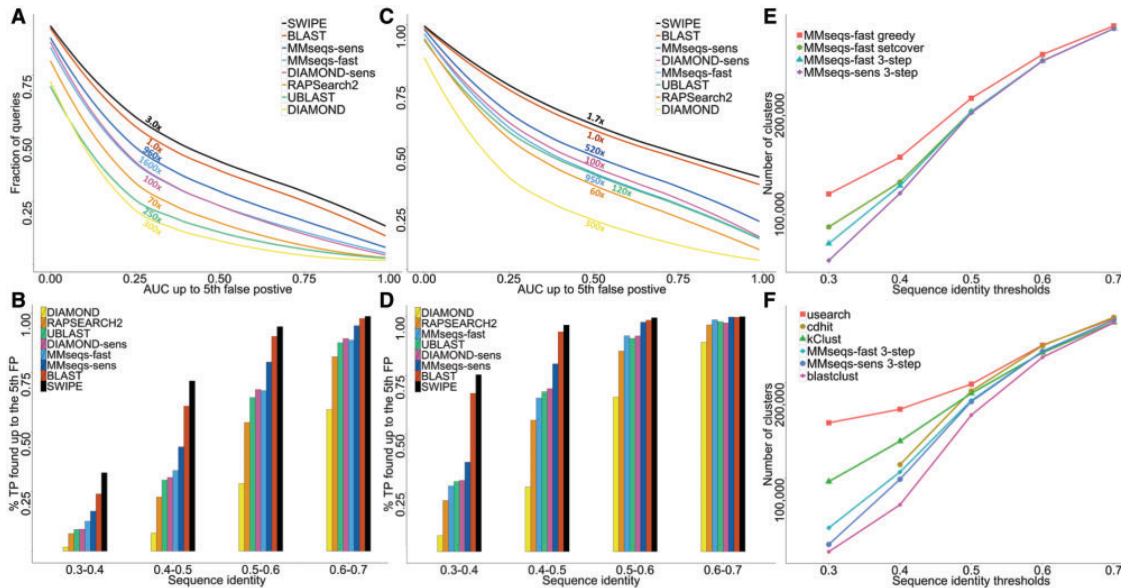 A
SWIPE
BLAST
MMseqs-sens
MMseqs-fast
DIAMOND-sens
RAPSearch2
UBLAST
DIAMOND
3.0x
1.0x
960x
1600x
100x
70x
250x
300x
Fraction of queries
0.25
0.50
0.75
0.00
0.25
0.50
0.75
1.00
AUC up to 5th false postive
B
DIAMOND
RAPSEARCH2
UBLAST
DIAMOND-sens
MMseqs-fast
MMseqs-sens
BLAST
SWIPE
% TP found up to the 5th FP
0.25
0.50
0.75
1.00
0.3-0.4
0.4-0.5
0.5-0.6
0.6-0.7
Sequence identity
C
SWIPE
BLAST
MMseqs-sens
DIAMOND-sens
MMseqs-fast
UBLAST
RAPSearch2
DIAMOND
1.7x
1.0x
520x
100x
950x
120x
60x
300x
0.25
0.50
0.75
1.00
0.00
0.25
0.50
0.75
1.00
AUC up to 5th false postive
D
DIAMOND
RAPSEARCH2
MMseqs-fast
UBLAST
DIAMOND-sens
MMseqs-sens
BLAST
SWIPE
% TP found up to the 5th FP
0.25
0.50
0.75
1.00
0.3-0.4
0.4-0.5
0.5-0.6
0.6-0.7
Sequence identity
E
MMseqs-fast greedy
MMseqs-fast setcover
MMseqs-fast 3-step
MMseqs-sens 3-step
Number of clusters
100,000
200,000
0.3
0.4
0.5
0.6
0.7
Sequence identity thresholds
F
usearch
cdhit
kClust
MMseqs-fast 3-step
MMseqs-sens 3-step
blastclust
Number of clusters
100,000
200,000
0.3
0.4
0.5
0.6
0.7
Sequence identity thresholds